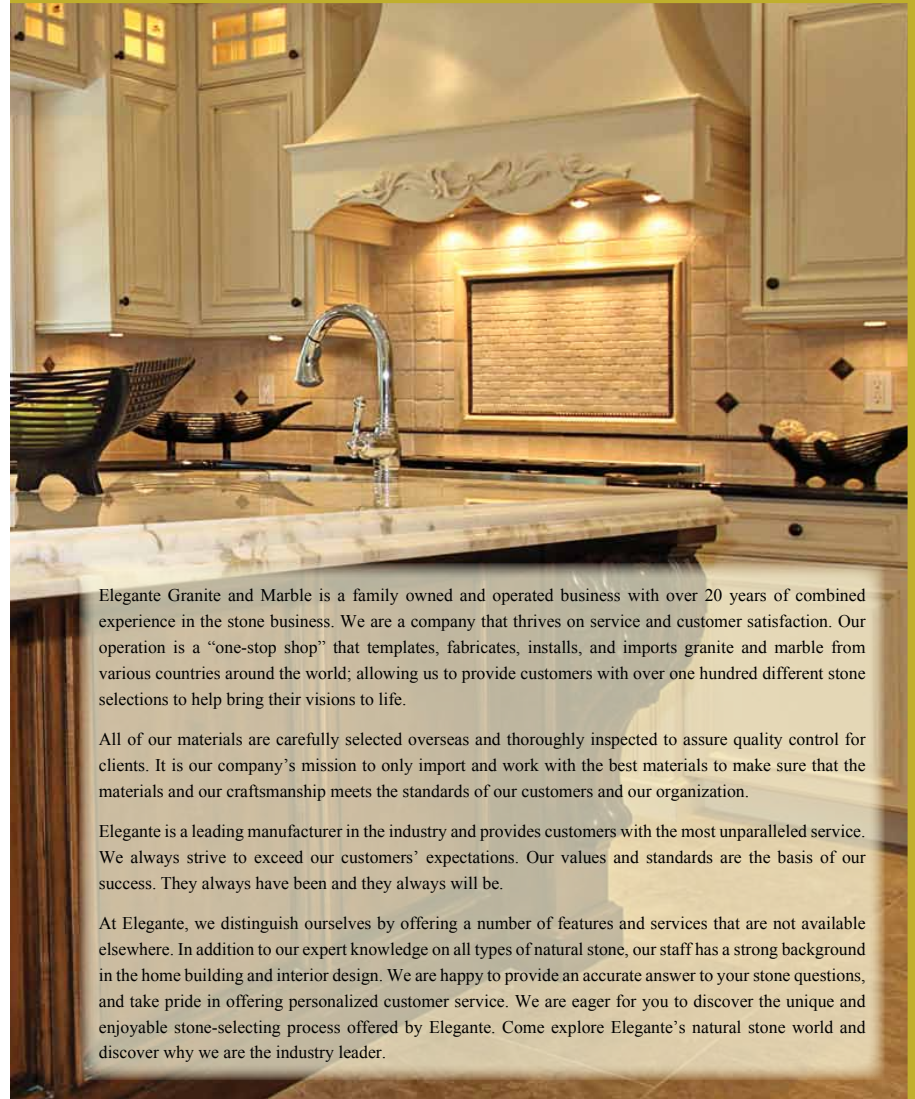 Elegante Granite and Marble is a family owned and operated business with over 20 years of combined
experience in the stone business. We are a company that thrives on service and customer satisfaction. Our
operation is a “one-stop shop” that templates, fabricates, installs, and imports granite and marble from
various countries around the world; allowing us to provide customers with over one hundred different stone
selections to help bring their visions to life.
All of our materials are carefully selected overseas and thoroughly inspected to assure quality control for
clients. It is our company’s mission to only import and work with the best materials to make sure that the
materials and our craftsmanship meets the standards of our customers and our organization.
Elegante is a leading manufacturer in the industry and provides customers with the most unparalleled service.
We always strive to exceed our customers’ expectations. Our values and standards are the basis of our
success. They always have been and they always will be.
At Elegante, we distinguish ourselves by offering a number of features and services that are not available
elsewhere. In addition to our expert knowledge on all types of natural stone, our staff has a strong background
in the home building and interior design. We are happy to provide an accurate answer to your stone questions,
and take pride in offering personalized customer service. We are eager for you to discover the unique and
enjoyable stone-selecting process offered by Elegante. Come explore Elegante’s natural stone world and
discover why we are the industry leader.